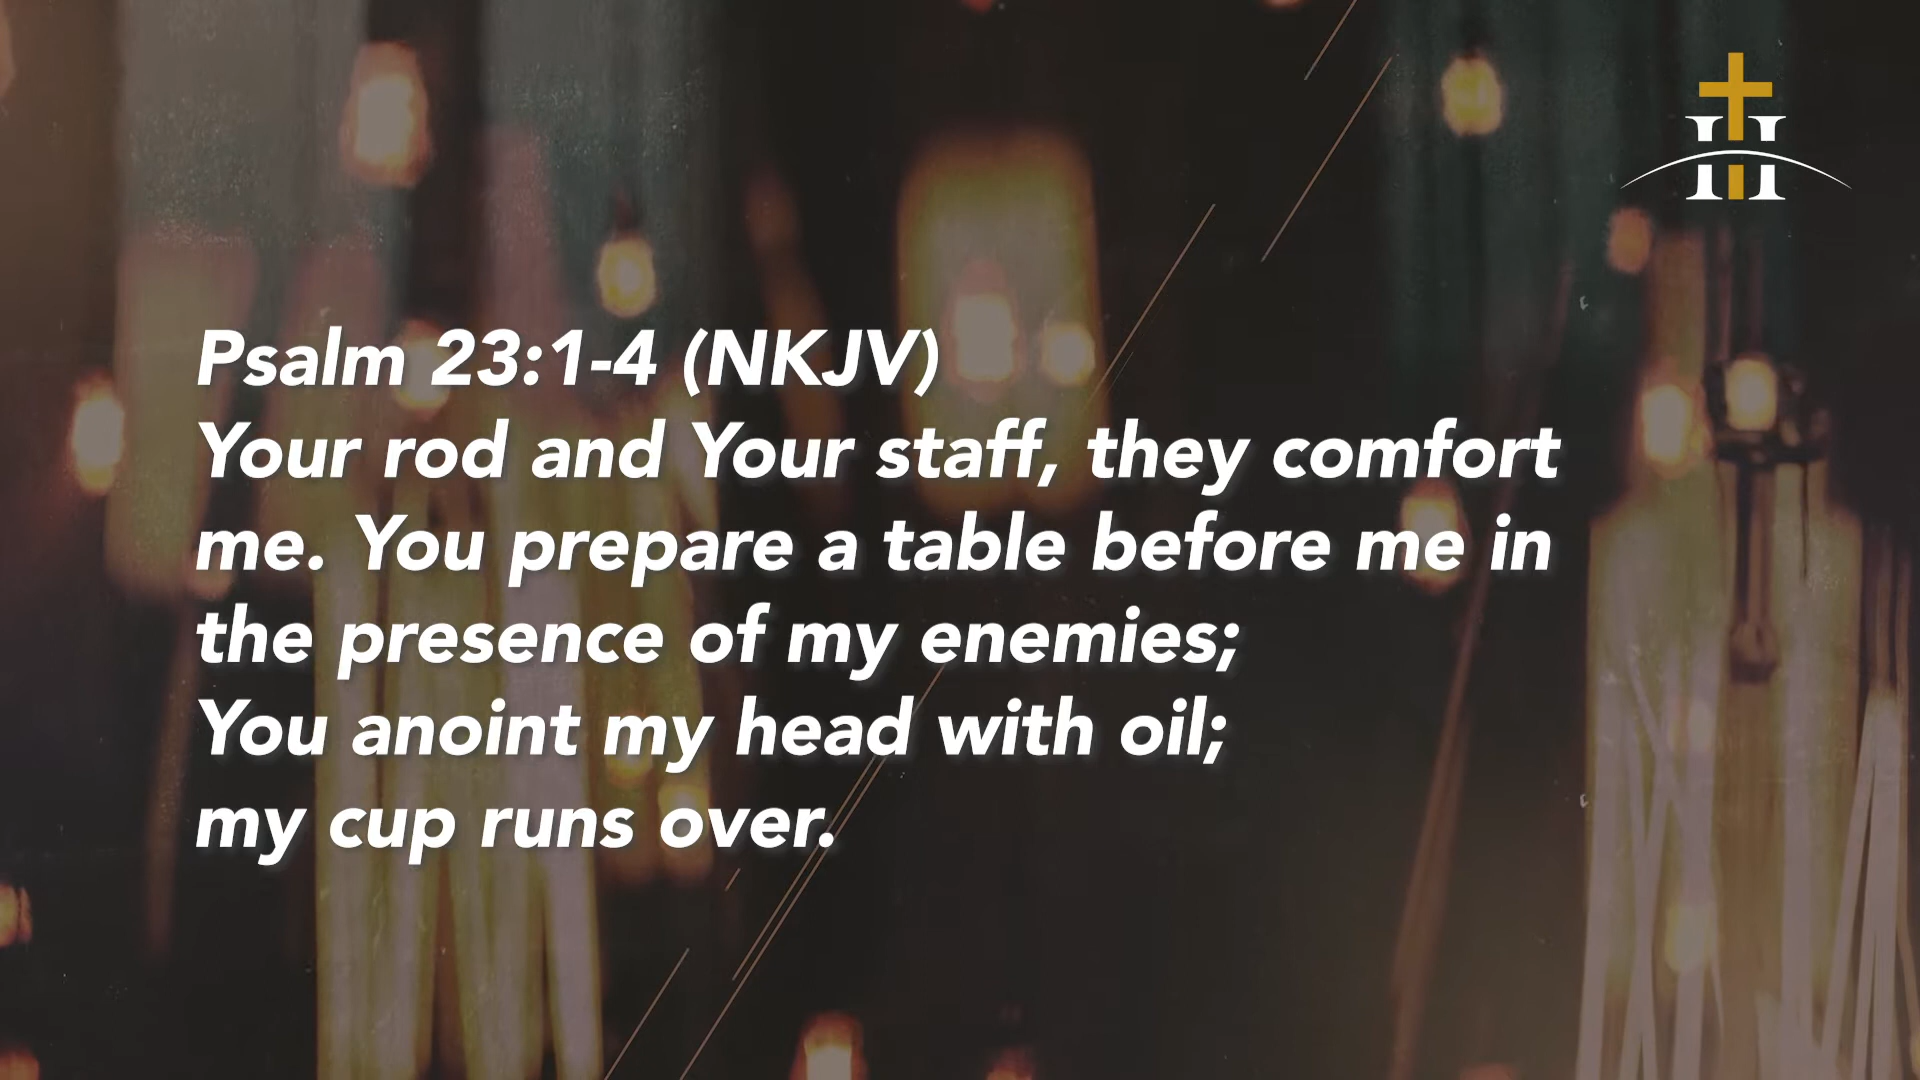 Psalm 23:1-4 (NKJV)
Your rod and Your staff, they comfort
me. You prepare a table before me in
the presence of my enemies;
You anoint my head with oil;
my cup runs over.